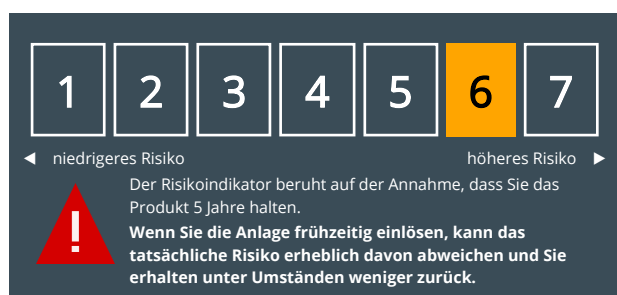 1 2 3 4 5 6 7
niedrigeres Risiko höheres Risiko
Der Risikoindikator beruht auf der Annahme, dass Sie das
Produkt 5 Jahre halten.
Wenn Sie die Anlage frühzeitig einlösen, kann das
tatsächliche Risiko erheblich davon abweichen und Sie
erhalten unter Umständen weniger zurück.
!